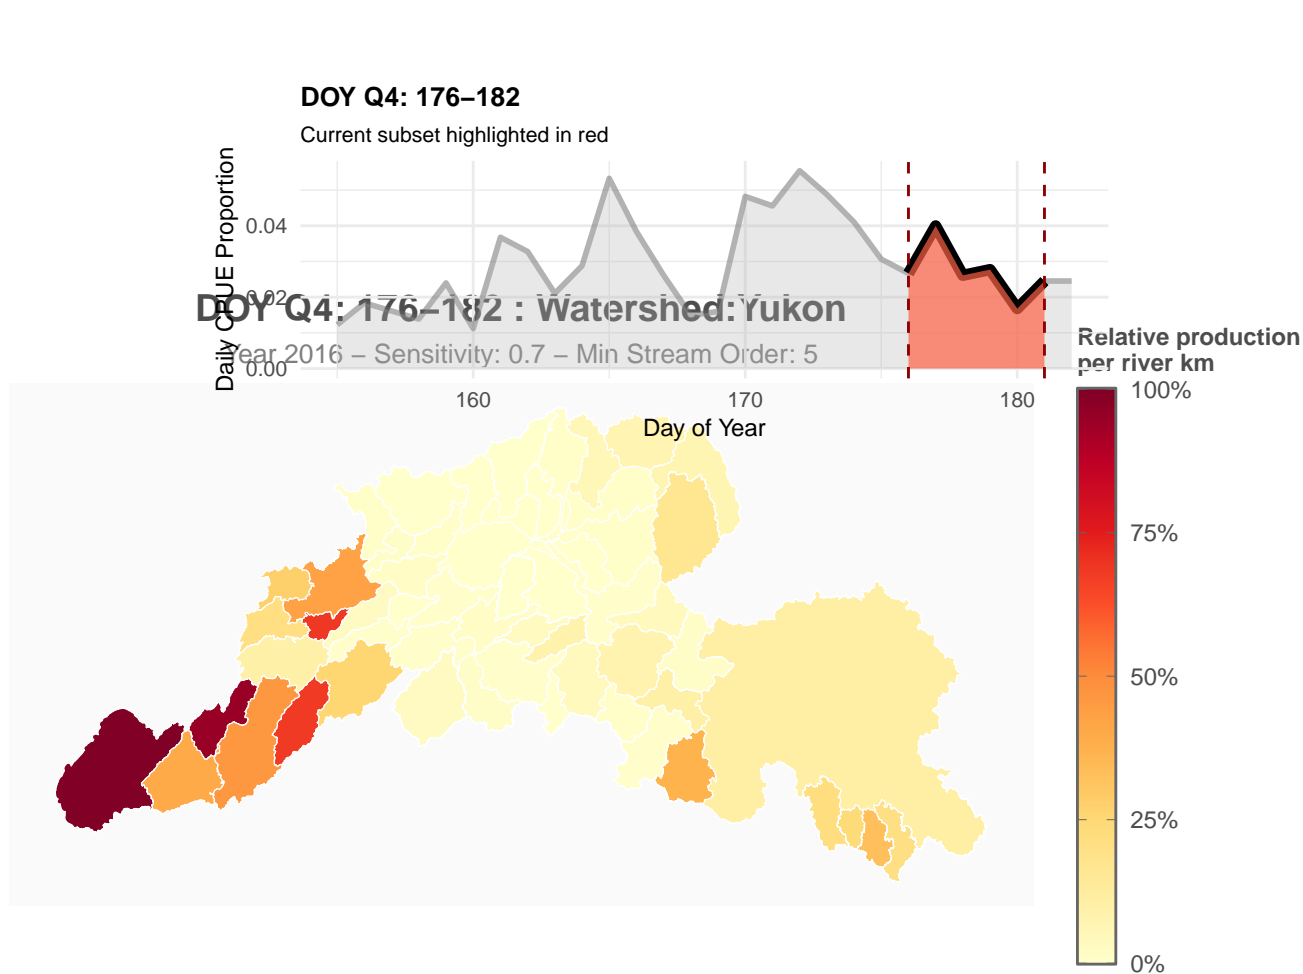 DOY Q4: 176–182
Current subset highlighted in red
Daily CPUE Proportion
0.04
0.02
0.00
DOY Q4: 176–182 : Watershed: Yukon
Year 2016 – Sensitivity: 0.7 – Min Stream Order: 5
160
170
180
Day of Year
Relative production
per river km
100%
75%
50%
25%
0%